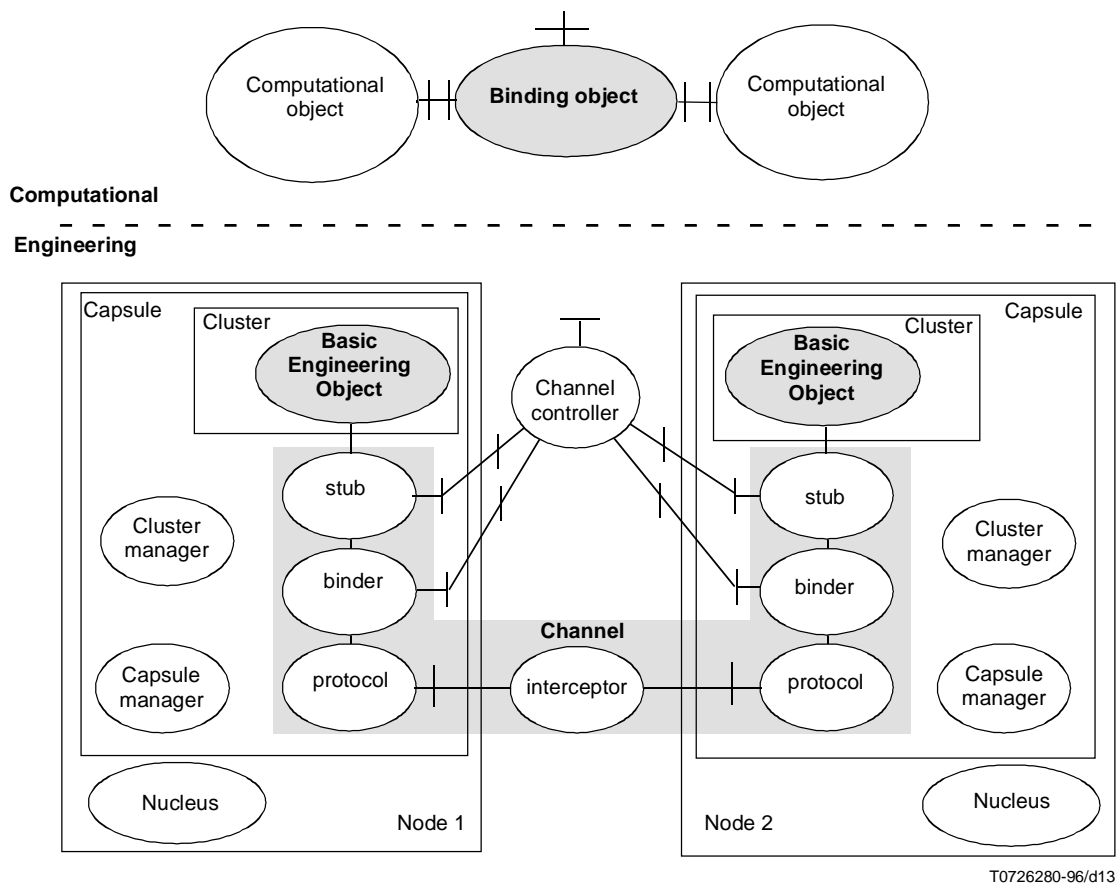 Computational
object
Binding object
Computational
object
Computational
Engineering
Capsule
Cluster
Basic
Engineering
Object
stub
binder
protocol
Cluster
manager
Capsule
manager
Nucleus
Node 1
Channel
controller
Channel
interceptor
Capsule
Cluster
Basic
Engineering
Object
stub
binder
protocol
Cluster
manager
Capsule
manager
Node 2
Nucleus
T0726280-96/d13